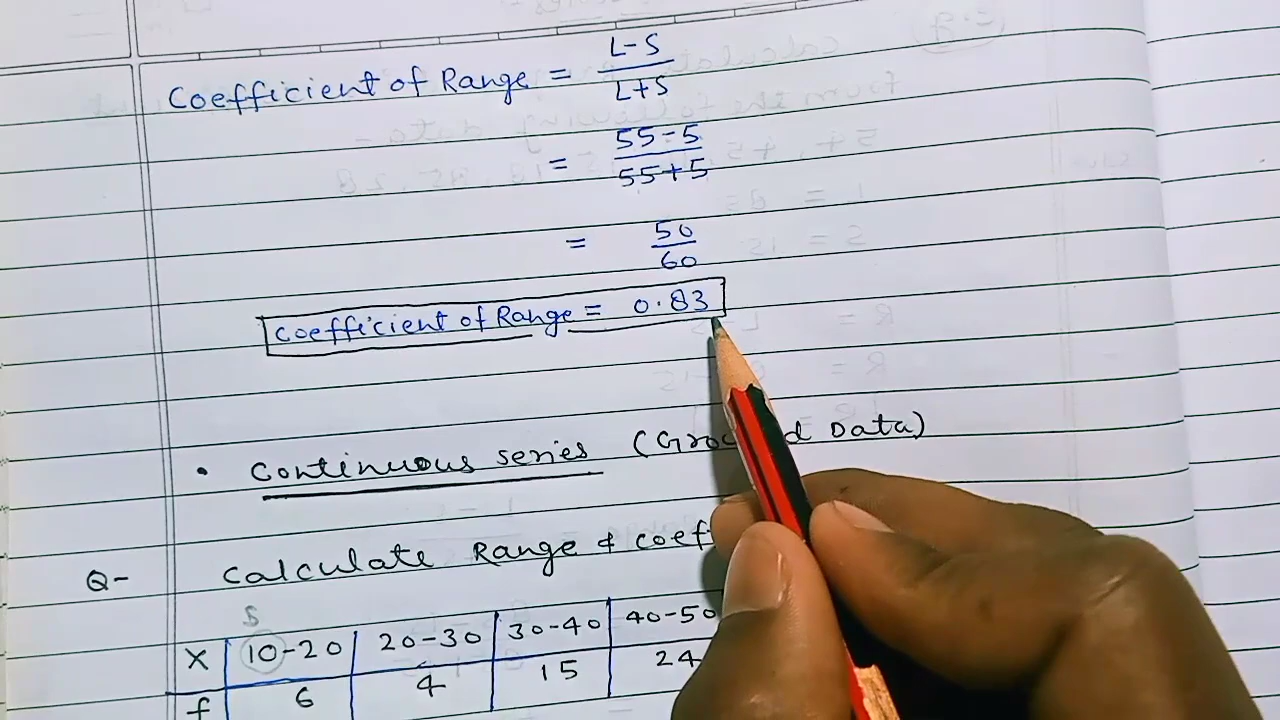 Coefficient of Range = L-S
L+S
= 55-5
55+5
= 50
60
Coefficient of Range = 0.83
• Continuous series (Gro d Data)
Q- Calculate Range & coef
S
X 10-20 20-30 30-40 40-50
f 6 4 15 24